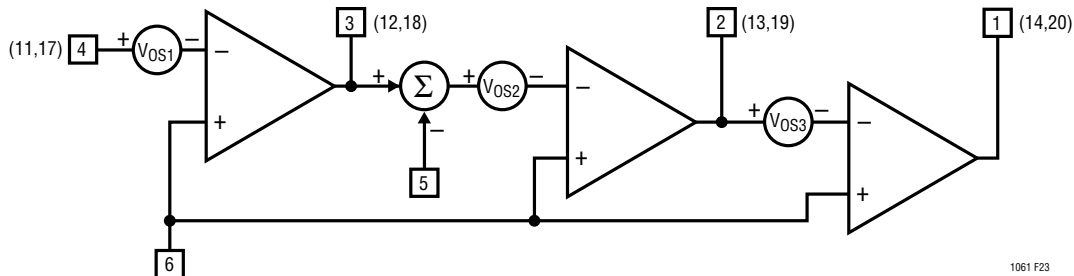 3 (12,18)
2 (13,19)
1 (14,20)
(11,17) 4 + VOS1 − −
+ Σ + VOS2 − −
+ VOS3 − −
+
−
+
+
5
6
1061 F23